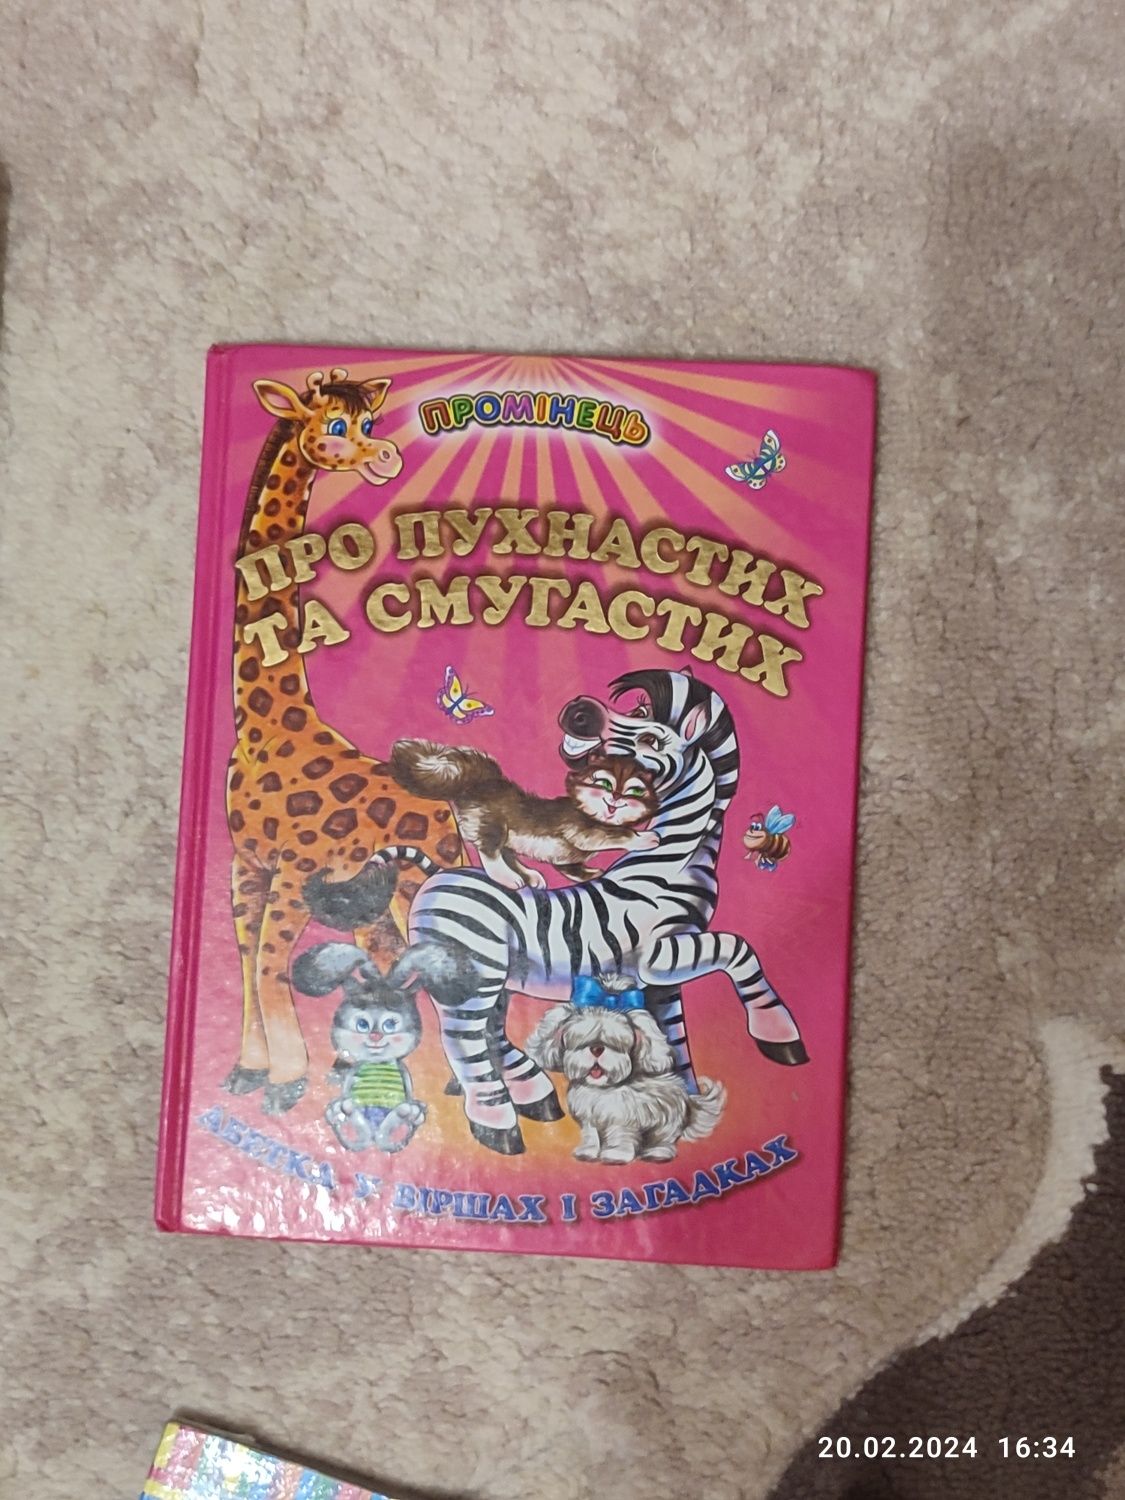 ПРОМІНЕЦЬ
ПРО ПУХНАСТИХ
ТА СМУГАСТИХ
АБЕТКА У ВІРШАХ І ЗАГАДКАХ
20.02.2024 16:34